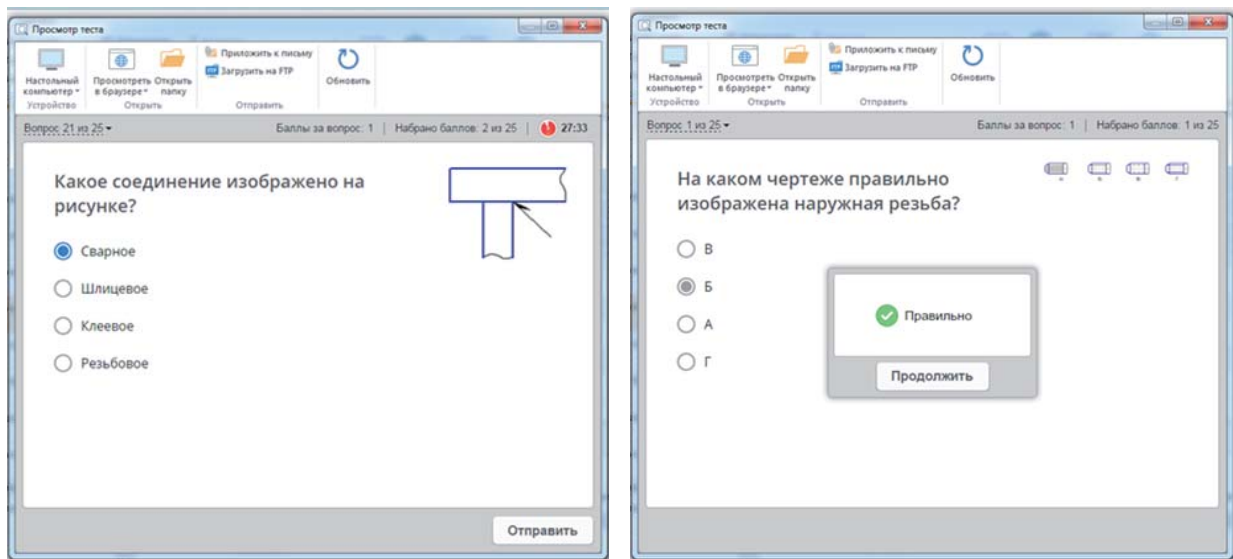 Просмотр теста
Настольный компьютер
Просмотреть в браузере
Открыть папку
Приложить к письму
Загрузить на FTP
Обновить
Устройство
Открыть
Отправить
Вопрос 21 из 25
Баллы за вопрос: 1 | Набрано баллов: 2 из 25 | 27:33
Какое соединение изображено на
рисунке?
Сварное
Шлицевое
Клеевое
Резьбовое
Отправить
Просмотр теста
Настольный компьютер
Просмотреть в браузере
Открыть папку
Приложить к письму
Загрузить на FTP
Обновить
Устройство
Открыть
Отправить
Вопрос 1 из 25
Баллы за вопрос: 1 | Набрано баллов: 1 из 25
На каком чертеже правильно
изображена наружная резьба?
В
Б
А
Г
Правильно
Продолжить